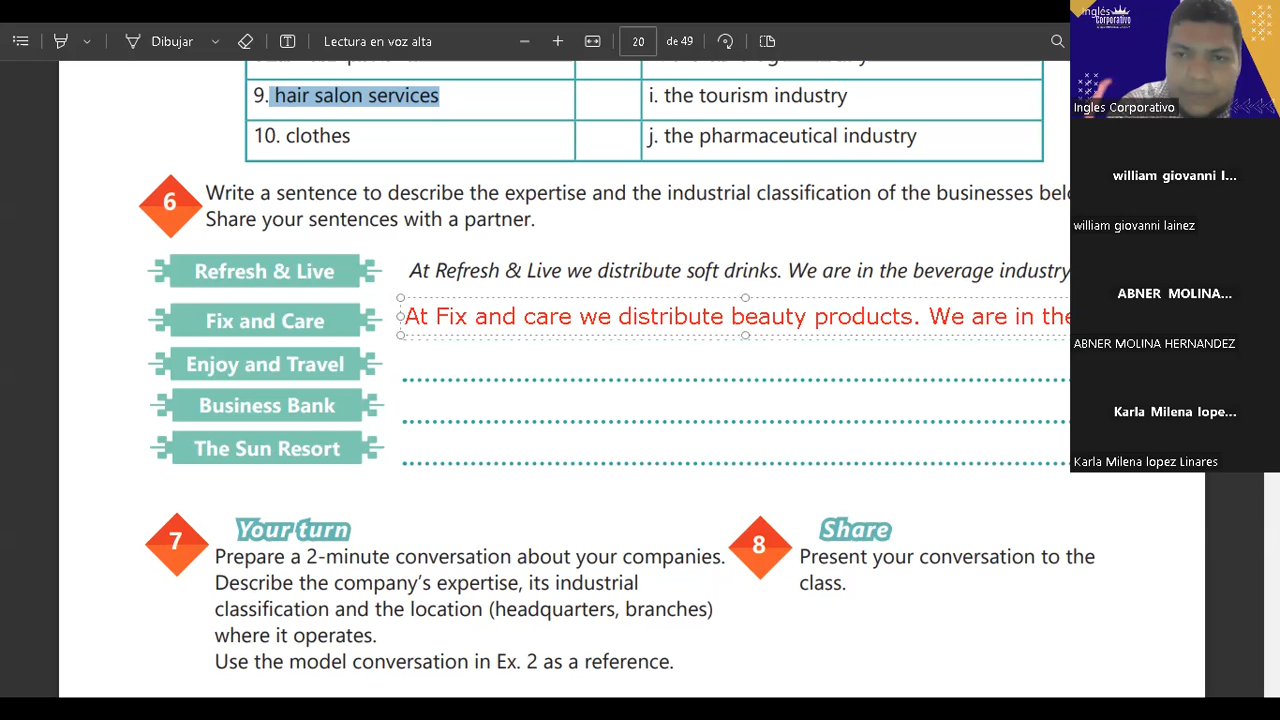 Dibujar
Lectura en voz alta
20
de 49
9. hair salon services
i. the tourism industry
10. clothes
j. the pharmaceutical industry
6
Write a sentence to describe the expertise and the industrial classification of the businesses
Share your sentences with a partner.
Refresh & Live
At Refresh & Live we distribute soft drinks. We are in the beverage industry
Fix and Care
At Fix and care we distribute beauty products. We are in the
Enjoy and Travel
Business Bank
The Sun Resort
7
Your turn
Prepare a 2-minute conversation about your companies.
Describe the company's expertise, its industrial
classification and the location (headquarters, branches)
where it operates.
Use the model conversation in Ex. 2 as a reference.
8
Share
Present your conversation to the
class.
Inglés
Corporativo
Ingles Corporativo
william giovanni l...
william giovanni lainez
ABNER MOLINA...
ABNER MOLINA HERNANDEZ
Karla Milena lope...
Karla Milena lopez Linares